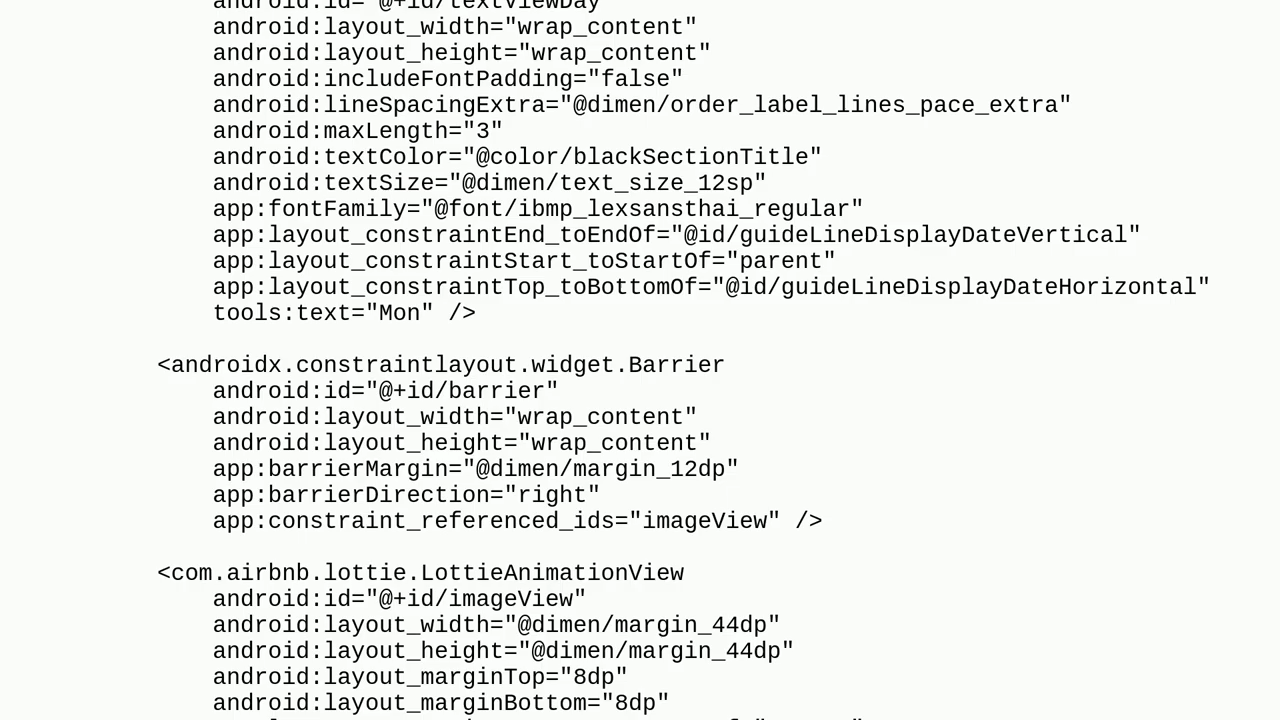 android:id="@+id/textViewDay"
android:layout_width="wrap_content"
android:layout_height="wrap_content"
android:includeFontPadding="false"
android:lineSpacingExtra="@dimen/order_label_lines_pace_extra"
android:maxLength="3"
android:textColor="@color/blackSectionTitle"
android:textSize="@dimen/text_size_12sp"
app:fontFamily="@font/ibmp_lexsansthai_regular"
app:layout_constraintEnd_toEndOf="@id/guideLineDisplayDateVertical"
app:layout_constraintStart_toStartOf="parent"
app:layout_constraintTop_toBottomOf="@id/guideLineDisplayDateHorizontal"
tools:text="Mon" />
<androidx.constraintlayout.widget.Barrier
android:id="@+id/barrier"
android:layout_width="wrap_content"
android:layout_height="wrap_content"
app:barrierMargin="@dimen/margin_12dp"
app:barrierDirection="right"
app:constraint_referenced_ids="imageView" />
<com.airbnb.lottie.LottieAnimationView
android:id="@+id/imageView"
android:layout_width="@dimen/margin_44dp"
android:layout_height="@dimen/margin_44dp"
android:layout_marginTop="8dp"
android:layout_marginBottom="8dp"